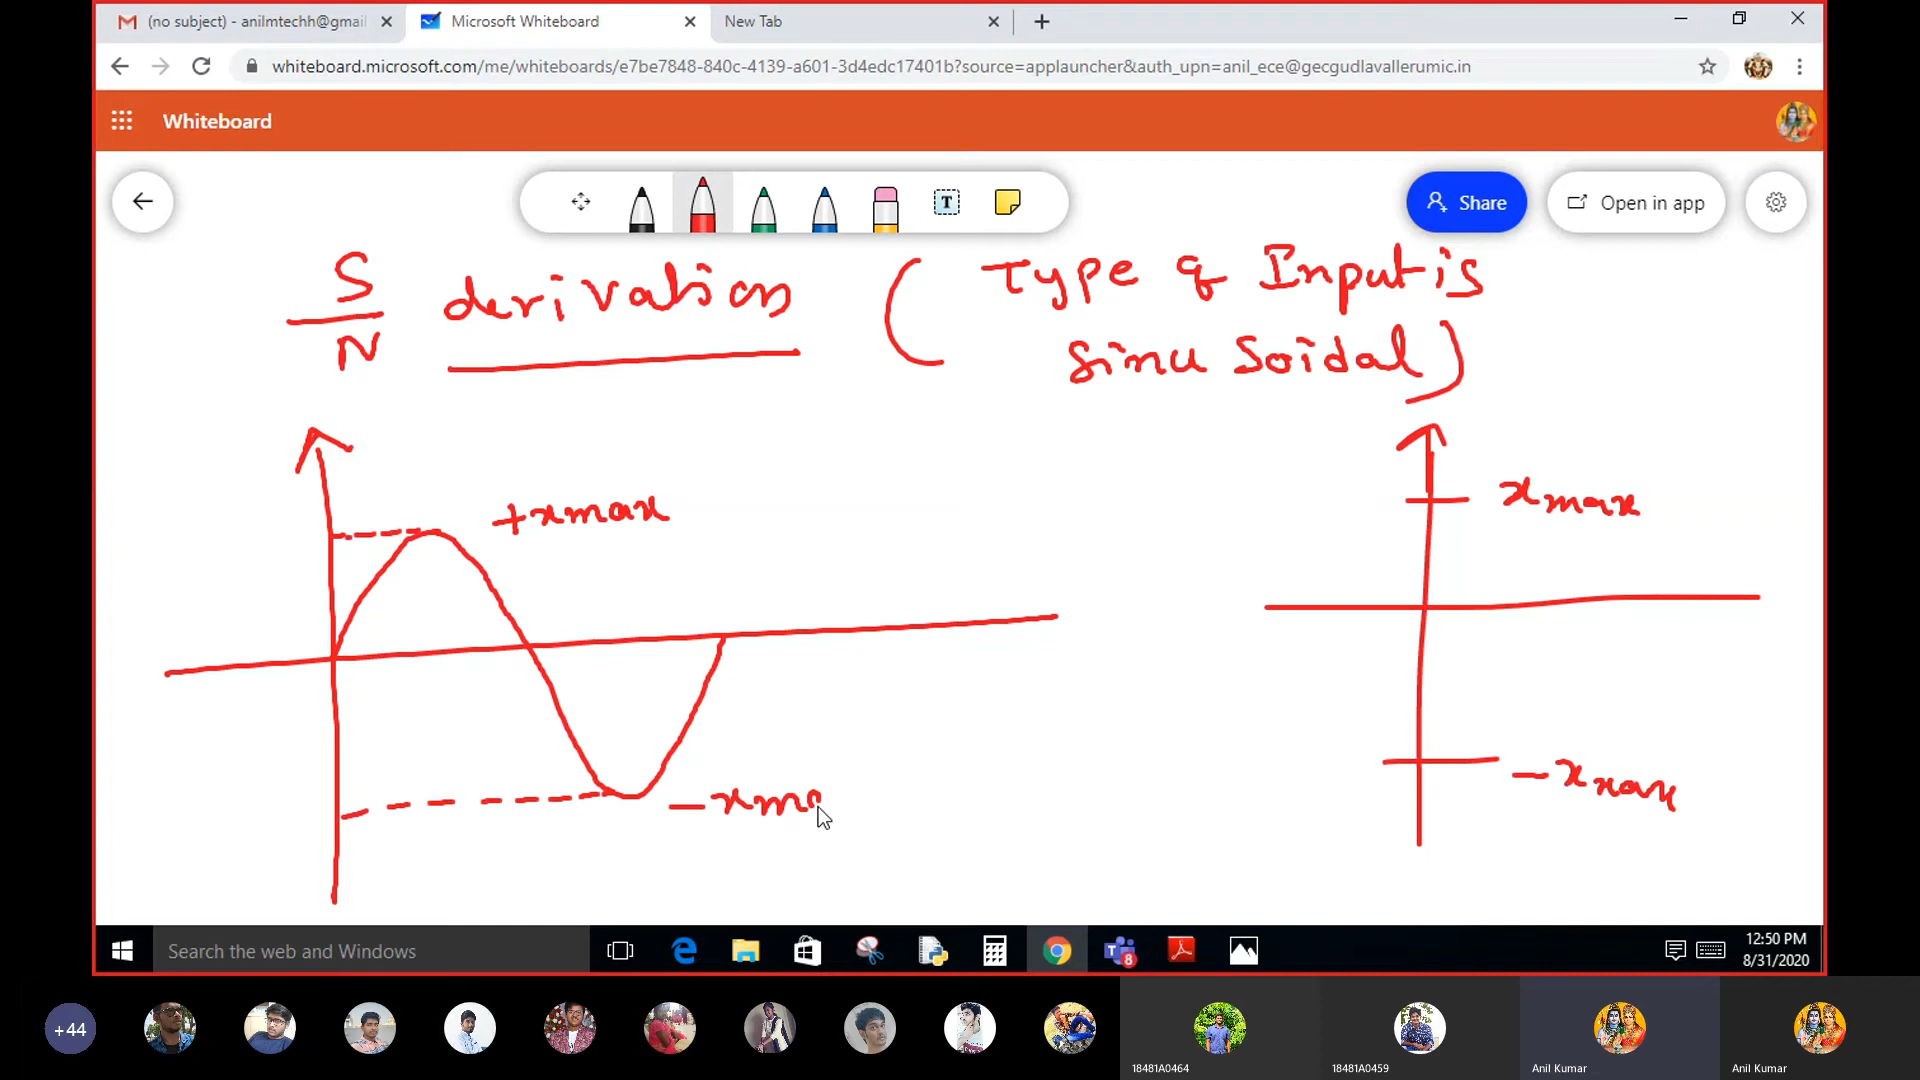 (no subject) - anilmtechh@gmail
Microsoft Whiteboard
New Tab
whiteboard.microsoft.com/me/whiteboards/e7be7848-840c-4139-a601-3d4edc17401b?source=applauncher&auth_upn=anil_ece@gecgudlavallerumic.in
Whiteboard
T
Share
Open in app
S
N
derivation ( Type of Input is
Sinusoidal)
+xmax
xmax
-xma
-xmax
Search the web and Windows
8
12:50 PM
8/31/2020
+44
18481A0464
18481A0459
Anil Kumar
Anil Kumar